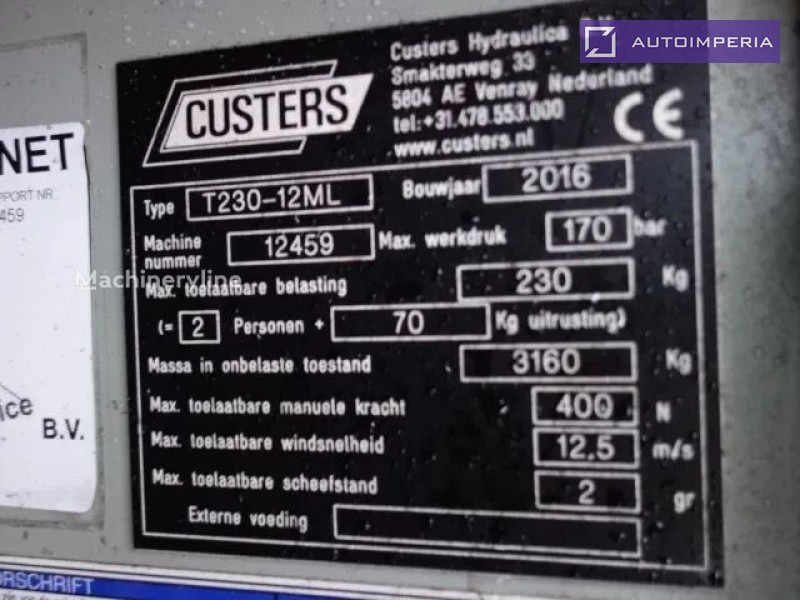 AUTOIMPERIA
CUSTERS
Custers Hydraulica
Smakterweg 33
5804 AE Venray Nederland
tel:+31.478.553.000
www.custers.nl
CE
Type T230-12ML Bouwjaar 2016
Machine nummer 12459 Max. werkdruk 170 bar
Max. toelaatbare belasting 230 Kg
(= 2 Personen + 70 Kg uitrusting)
Massa in onbelaste toestand 3160 Kg
Max. toelaatbare manuele kracht 400 N
Max. toelaatbare windsnelheid 12.5 m/s
Max. toelaatbare scheefstand 2 gr
Externe voeding
NET
PPORT NR.
459
ice
B.V.
ORSCHRIFT
Machineryline